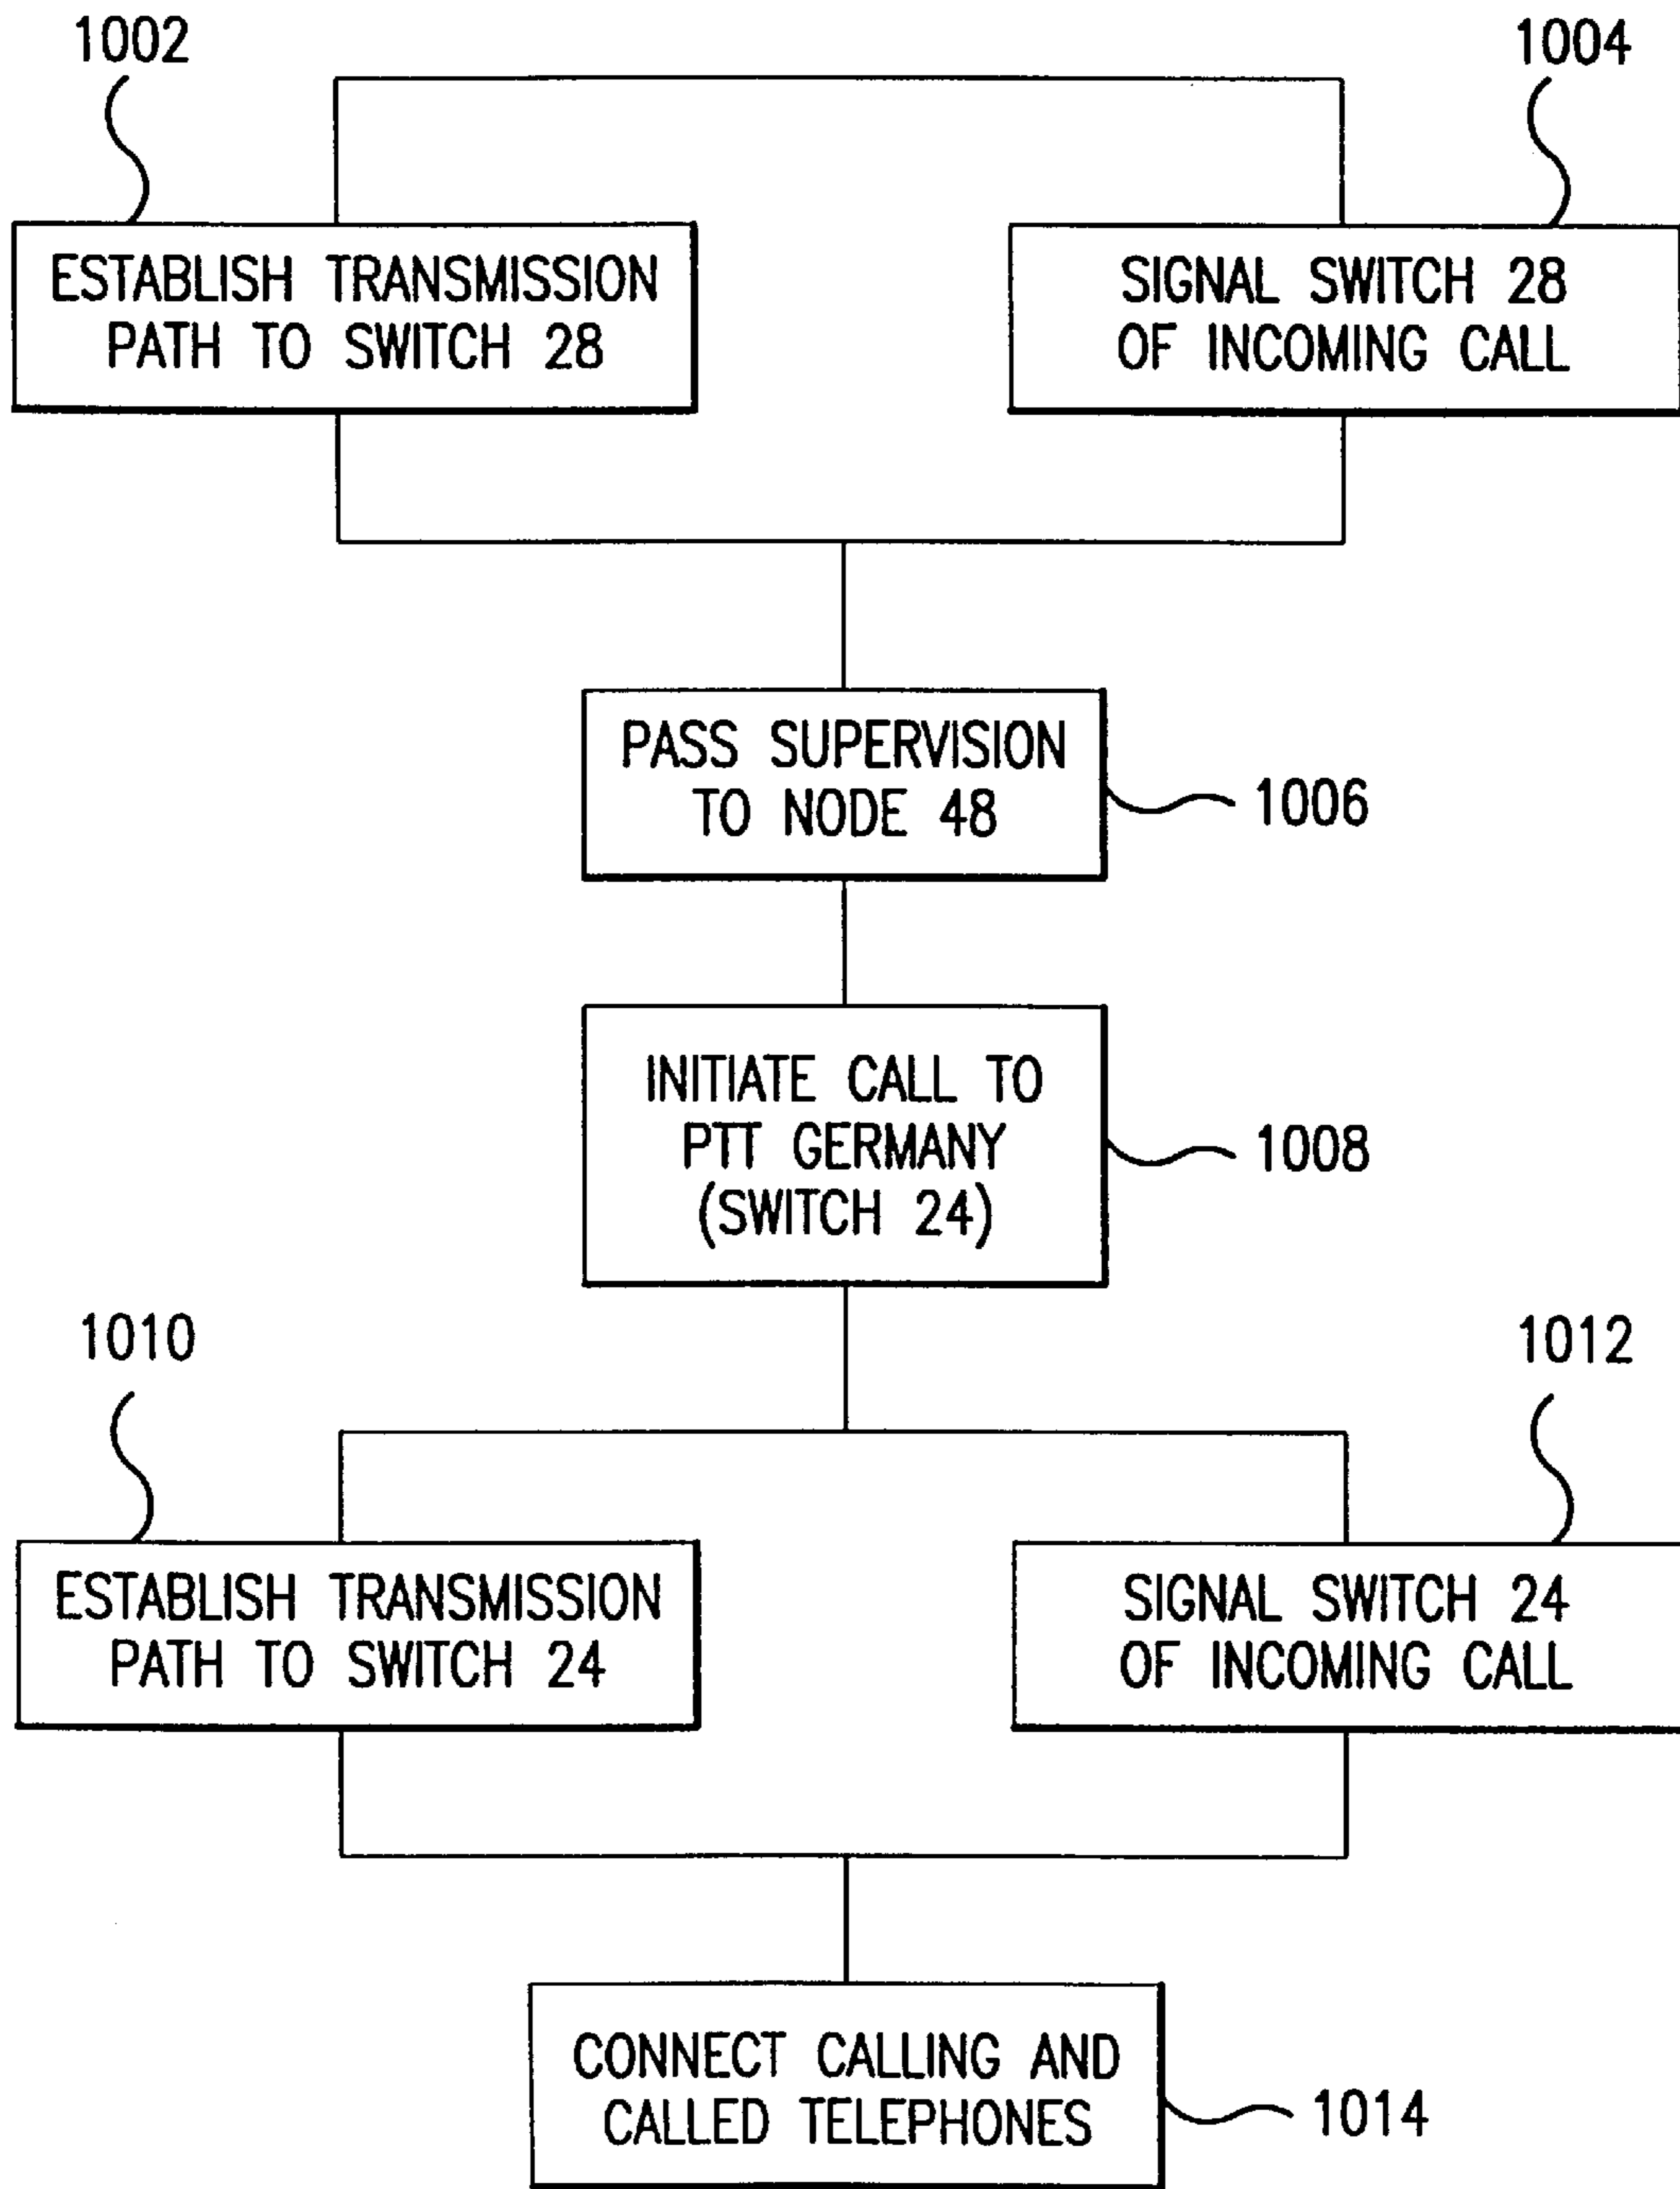 1002
1004
ESTABLISH TRANSMISSION
PATH TO SWITCH 28
SIGNAL SWITCH 28
OF INCOMING CALL
PASS SUPERVISION
TO NODE 48
1006
INITIATE CALL TO
PTT GERMANY
(SWITCH 24)
1008
1010
1012
ESTABLISH TRANSMISSION
PATH TO SWITCH 24
SIGNAL SWITCH 24
OF INCOMING CALL
CONNECT CALLING AND
CALLED TELEPHONES
1014